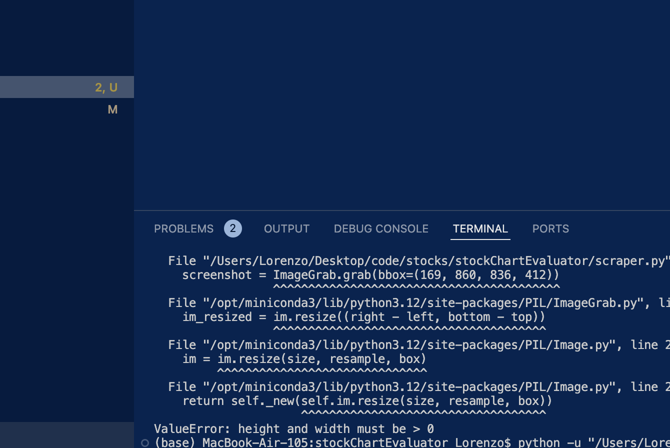 2, U
M
PROBLEMS 2 OUTPUT DEBUG CONSOLE TERMINAL PORTS
File "/Users/Lorenzo/Desktop/code/stocks/stockChartEvaluator/scraper.py"
screenshot = ImageGrab.grab(bbox=(169, 860, 836, 412))
^^^^^^^^^^^^^^^^^^^^^^^^^^^^^^^^^^^^^^^^^
File "/opt/miniconda3/lib/python3.12/site-packages/PIL/ImageGrab.py", li
im_resized = im.resize((right - left, bottom - top))
^^^^^^^^^^^^^^^^^^^^^^^^^^^^^^^^^^^^^^^
File "/opt/miniconda3/lib/python3.12/site-packages/PIL/Image.py", line 2
im = im.resize(size, resample, box)
^^^^^^^^^^^^^^^^^^^^^^^^^^^^^^
File "/opt/miniconda3/lib/python3.12/site-packages/PIL/Image.py", line 2
return self._new(self.im.resize(size, resample, box))
^^^^^^^^^^^^^^^^^^^^^^^^^^^^^^^^^^^
ValueError: height and width must be > 0
(base) MacBook-Air-105:stockChartEvaluator Lorenzo$ python -u "/Users/Lore